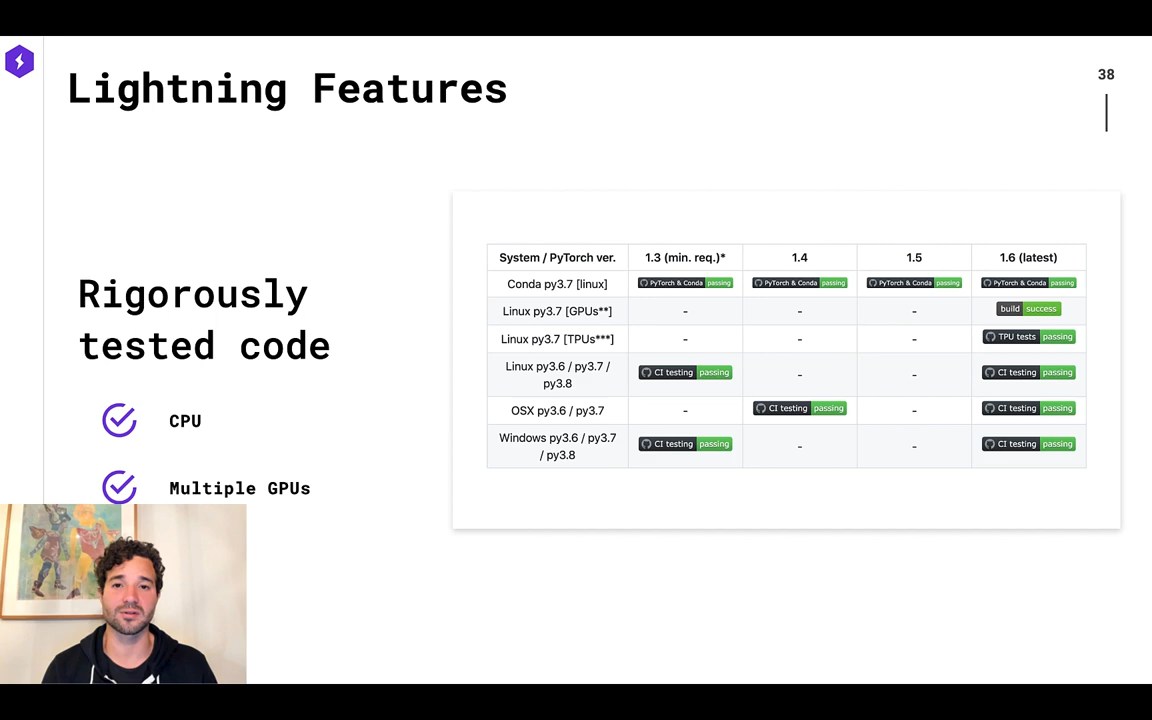 Lightning Features
38
Rigorously
tested code
CPU
Multiple GPUs
System / PyTorch ver. 1.3 (min. req.)* 1.4 1.5 1.6 (latest)
Conda py3.7 [linux] PyTorch & Conda passing PyTorch & Conda passing PyTorch & Conda passing PyTorch & Conda passing
Linux py3.7 [GPUs**] - - - build success
Linux py3.7 [TPUs***] - - - TPU tests passing
Linux py3.6 / py3.7 /
py3.8 CI testing passing - - CI testing passing
OSX py3.6 / py3.7 - CI testing passing - CI testing passing
Windows py3.6 / py3.7
/ py3.8 CI testing passing - - CI testing passing